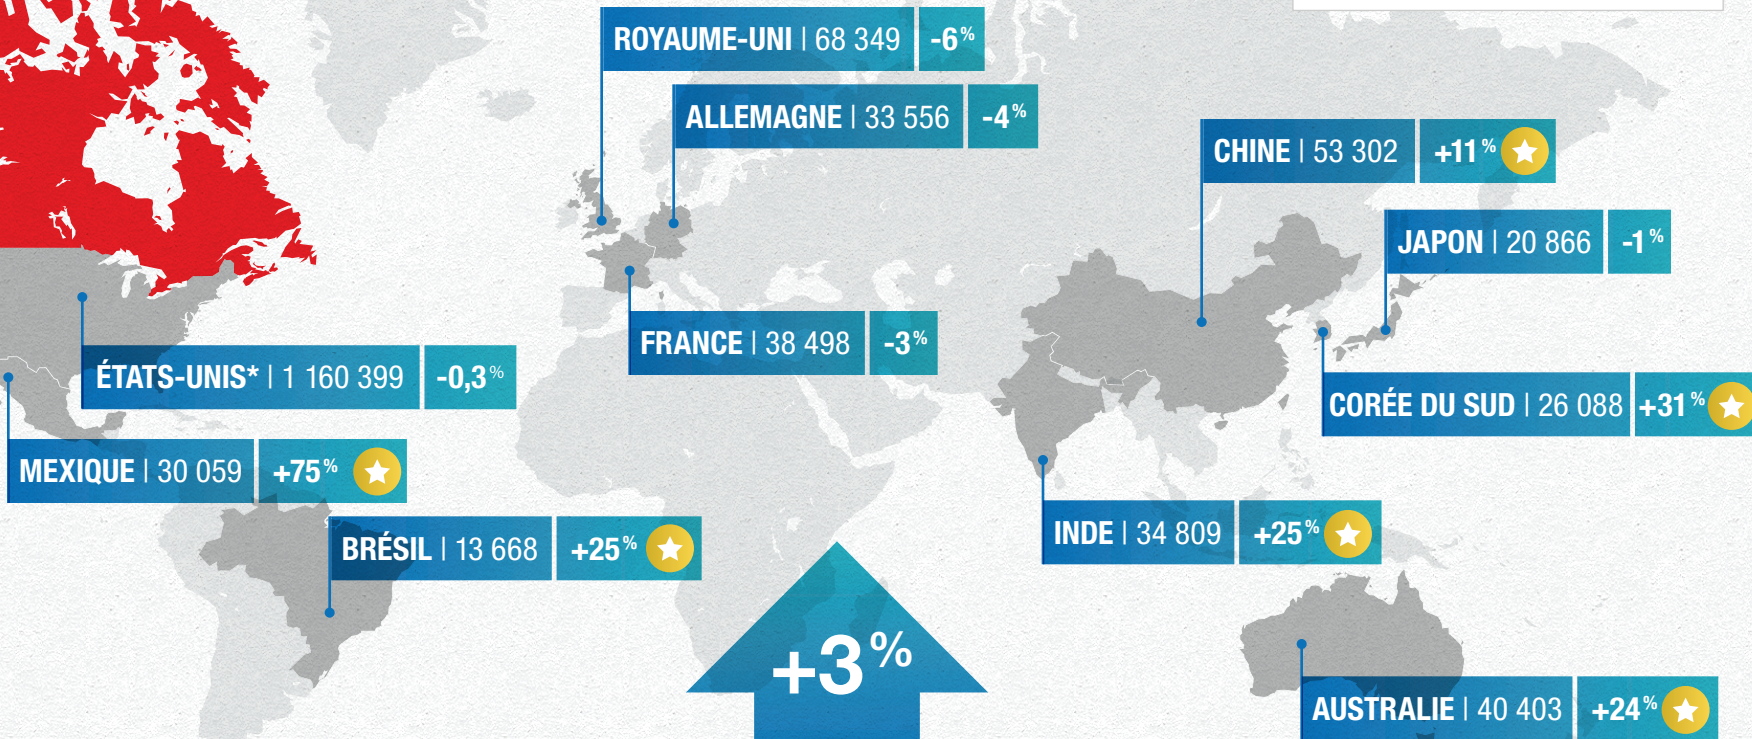 ROYAUME-UNI | 68 349 -6%
ALLEMAGNE | 33 556 -4%
CHINE | 53 302 +11%
JAPON | 20 866 -1%
FRANCE | 38 498 -3%
ÉTATS-UNIS* | 1 160 399 -0,3%
CORÉE DU SUD | 26 088 +31%
MEXIQUE | 30 059 +75%
INDE | 34 809 +25%
BRÉSIL | 13 668 +25%
+3%
AUSTRALIE | 40 403 +24%